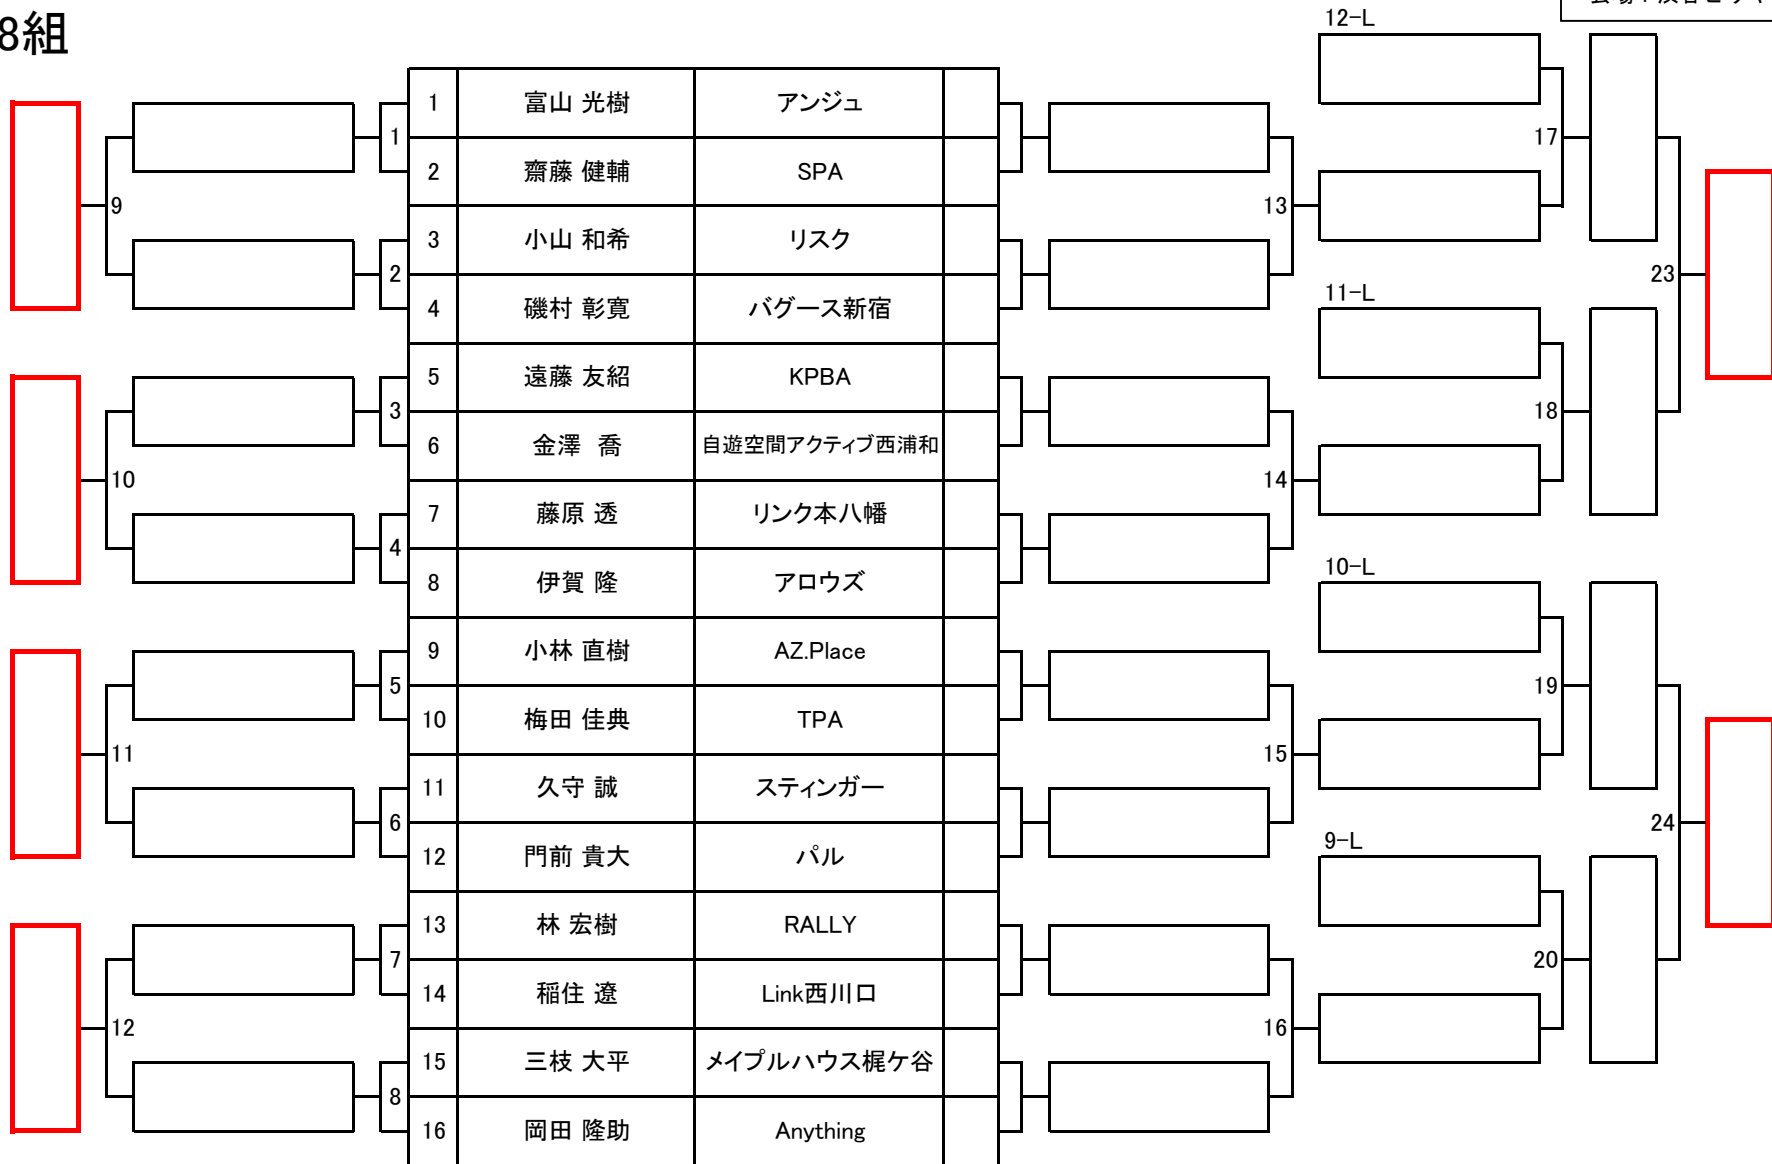 8組
12-L
1 富山 光樹 アンジュ
1
17
2 齋藤 健輔 SPA
9
13
3 小山 和希 リスク
2
23
11-L
4 磯村 彰寛 バグース新宿
5 遠藤 友紹 KPBA
3
18
6 金澤 喬 自遊空間アクティブ西浦和
10
14
7 藤原 透 リンク本八幡
4
10-L
8 伊賀 隆 アロウズ
9 小林 直樹 AZ.Place
5
19
10 梅田 佳典 TPA
11
15
11 久守 誠 スティンガー
6
24
9-L
12 門前 貴大 パル
13 林 宏樹 RALLY
7
20
14 稲住 遼 Link西川口
12
16
15 三枝 大平 メイプルハウス梶ケ谷
8
16 岡田 隆助 Anything